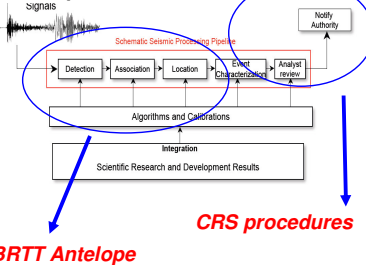 Signals
Notify
Authority
Schematic Seismic Processing Pipeline
Detection
Association
Location
Event
Characterization
Analyst
review
Algorithms and Calibrations
Integration
Scientific Research and Development Results
CRS procedures
BRTT Antelope